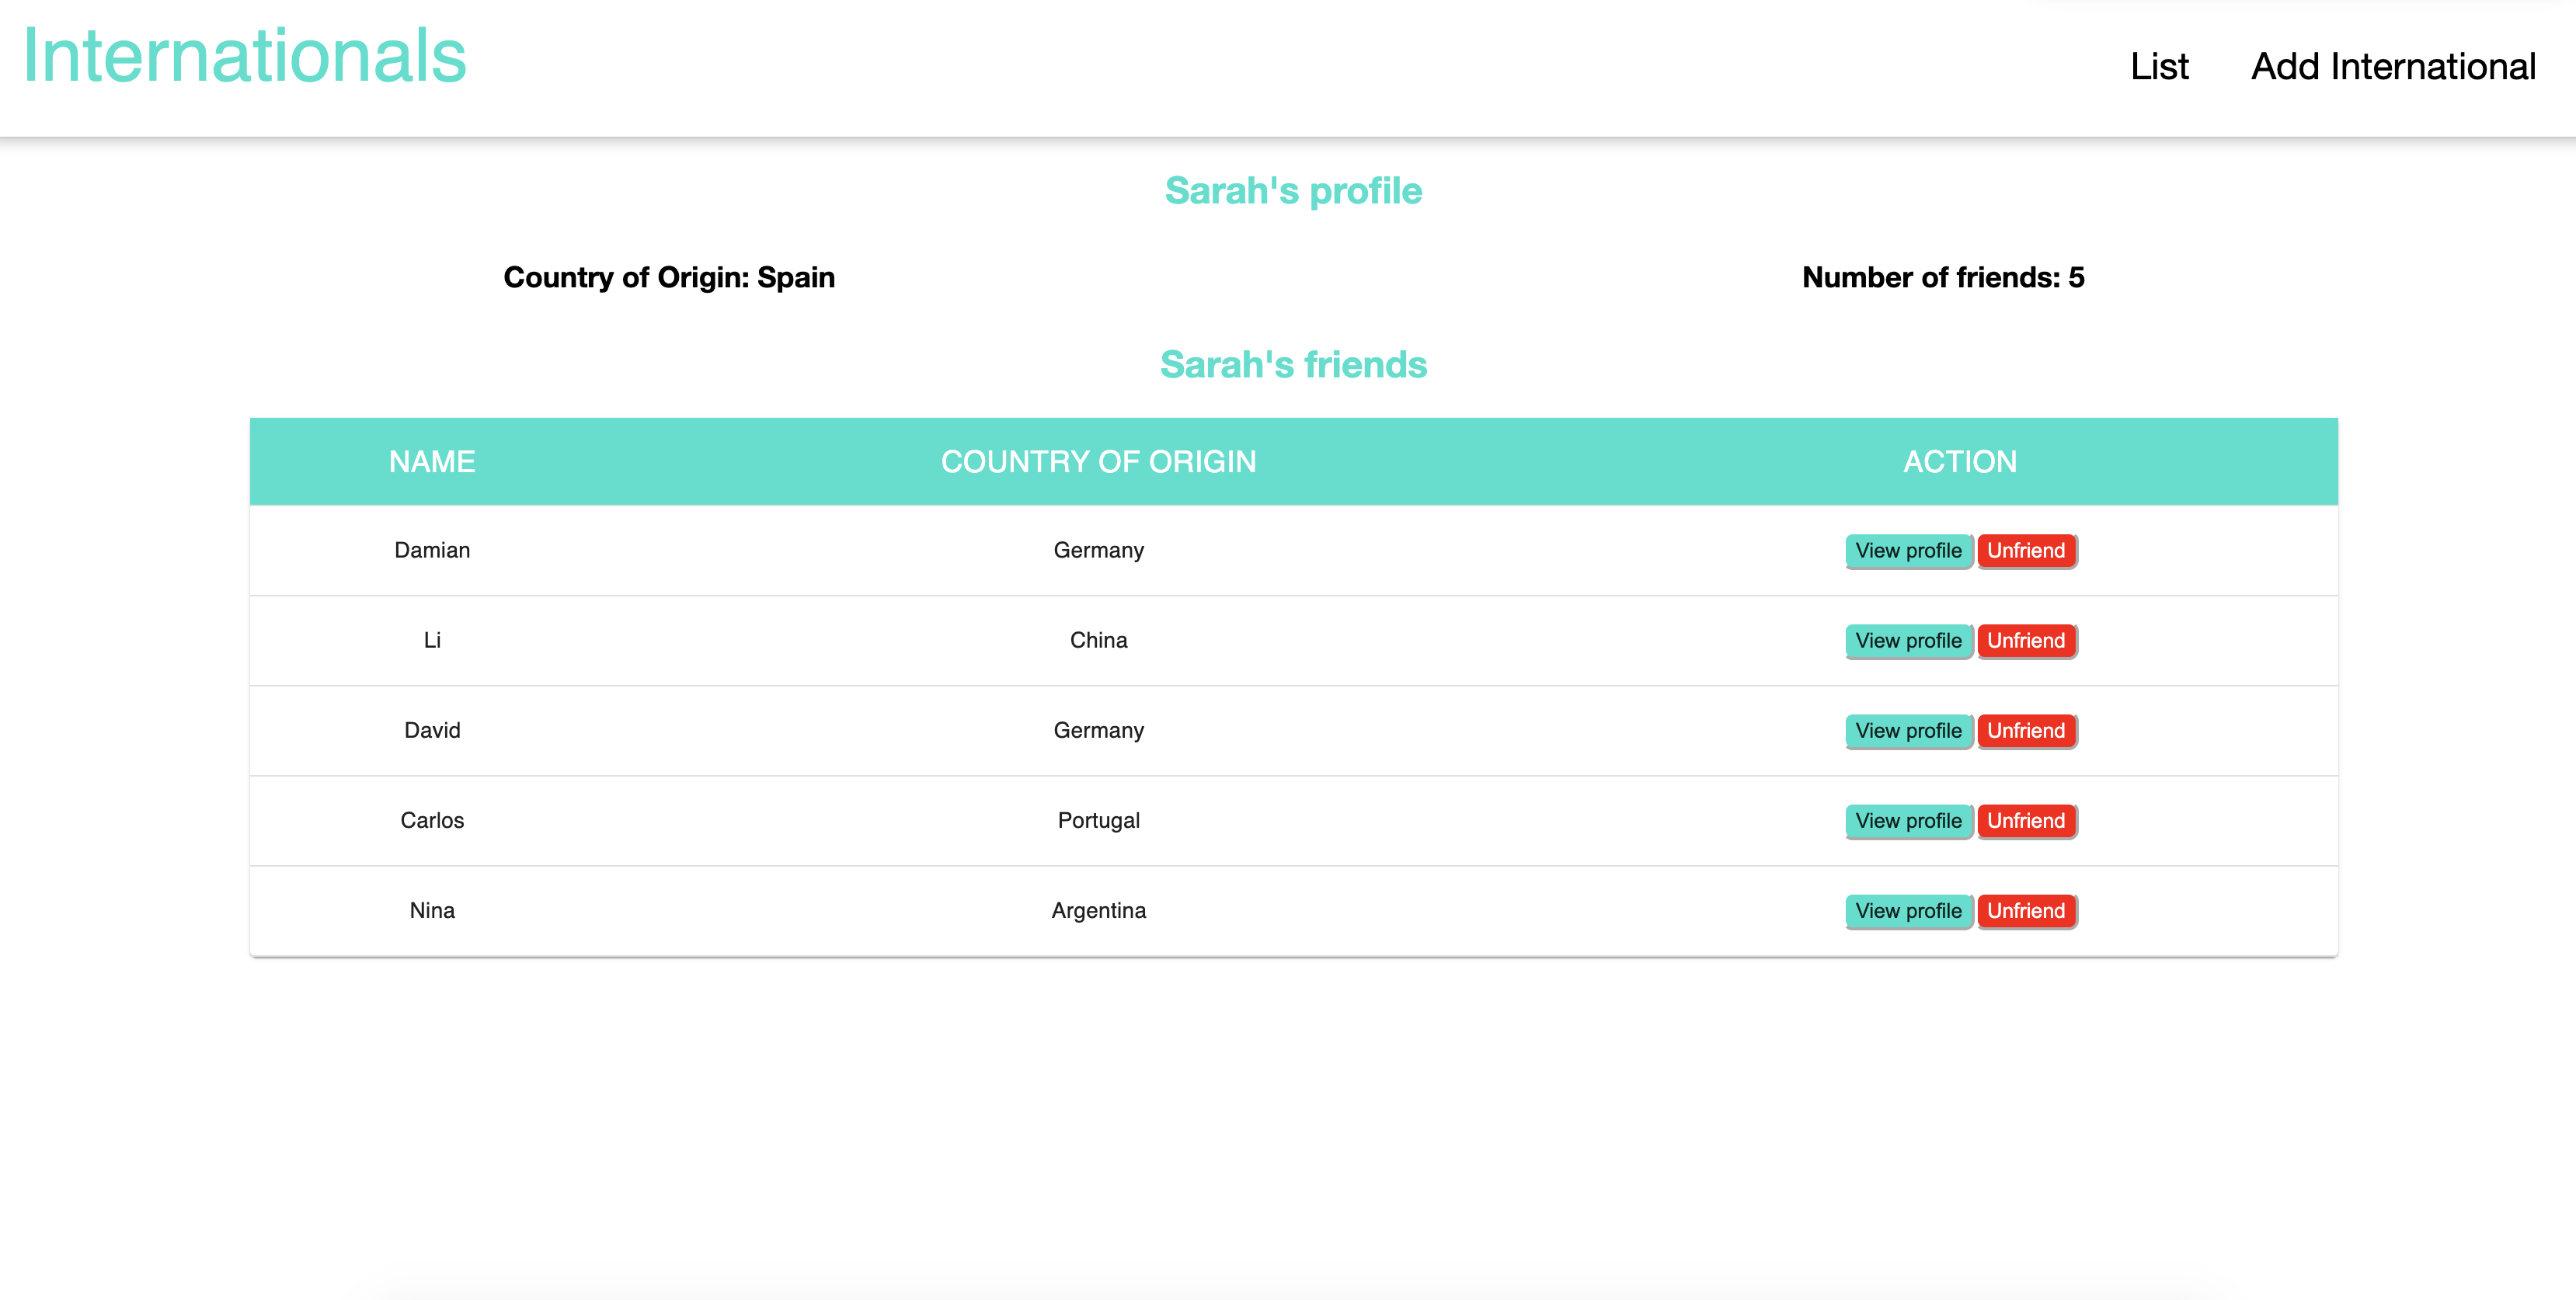 Internationals
List Add International
Sarah's profile
Country of Origin: Spain Number of friends: 5
Sarah's friends
NAME COUNTRY OF ORIGIN ACTION
Damian Germany View profile Unfriend
Li China View profile Unfriend
David Germany View profile Unfriend
Carlos Portugal View profile Unfriend
Nina Argentina View profile Unfriend